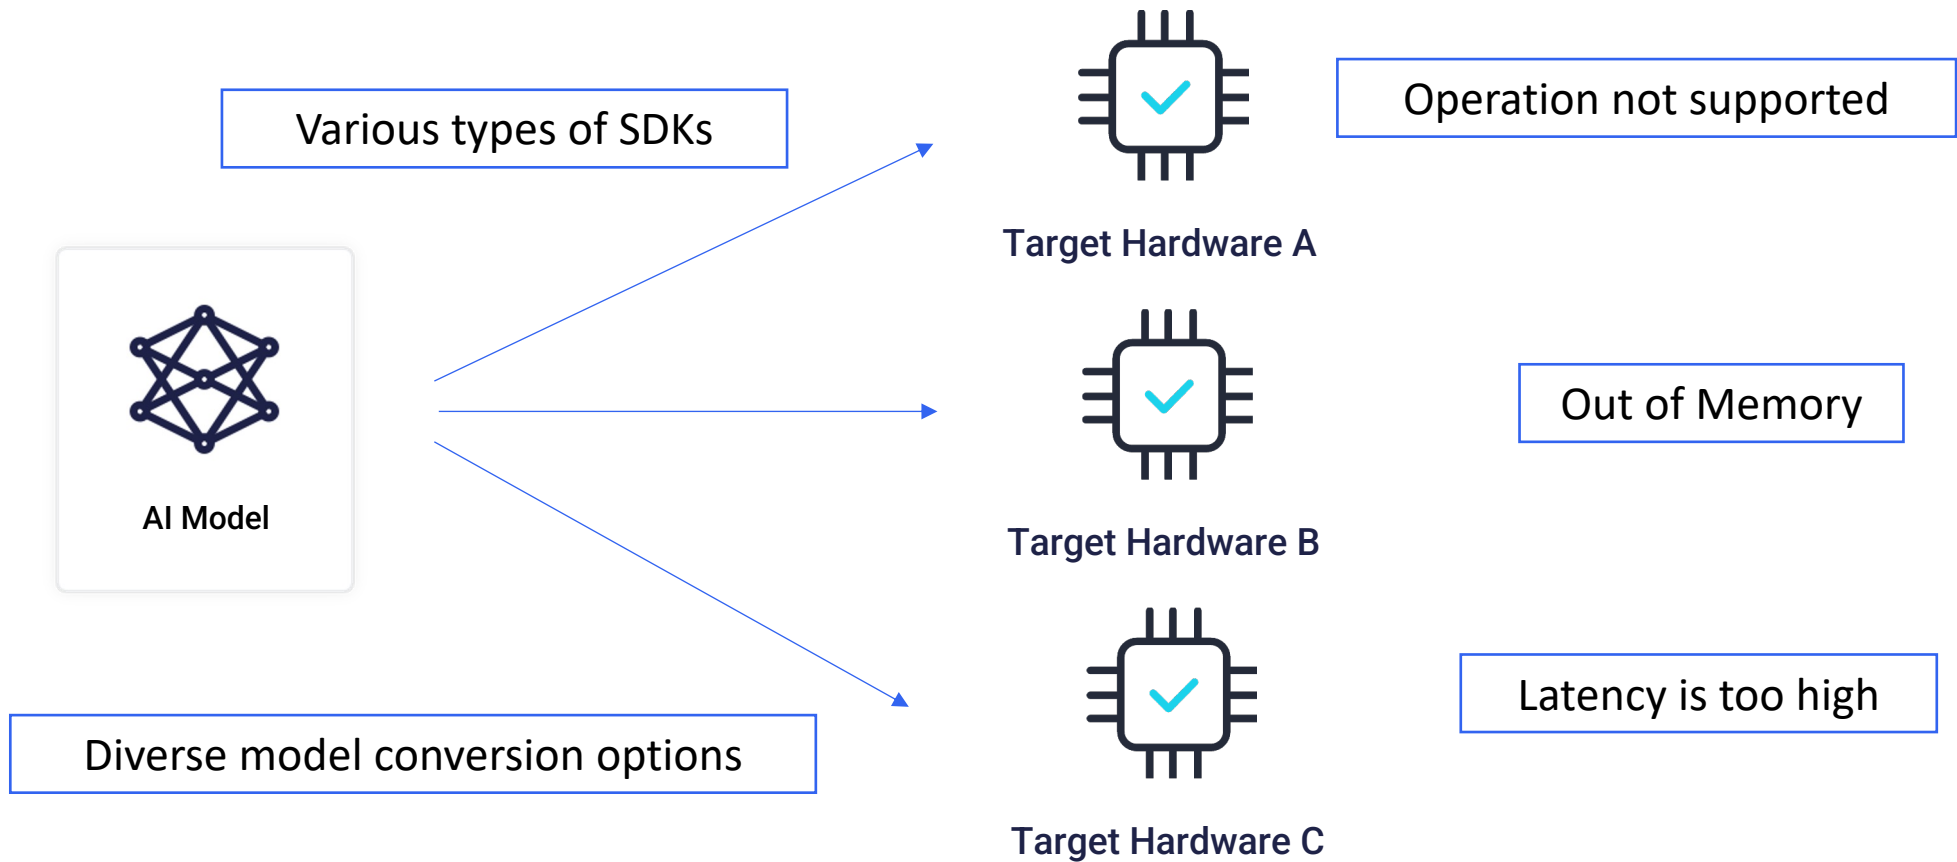 Various types of SDKs
Operation not supported
Target Hardware A
AI Model
Out of Memory
Target Hardware B
Latency is too high
Diverse model conversion options
Target Hardware C